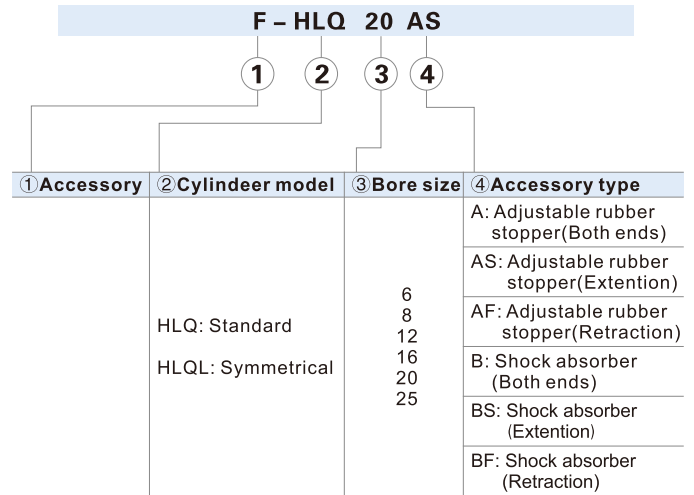 F – HLQ 20 AS
① ② ③ ④
①Accessory ②Cylindeer model ③Bore size ④Accessory type
HLQ: Standard
HLQL: Symmetrical
6
8
12
16
20
25
A: Adjustable rubber
stopper(Both ends)
AS: Adjustable rubber
stopper(Extention)
AF: Adjustable rubber
stopper(Retraction)
B: Shock absorber
(Both ends)
BS: Shock absorber
(Extention)
BF: Shock absorber
(Retraction)